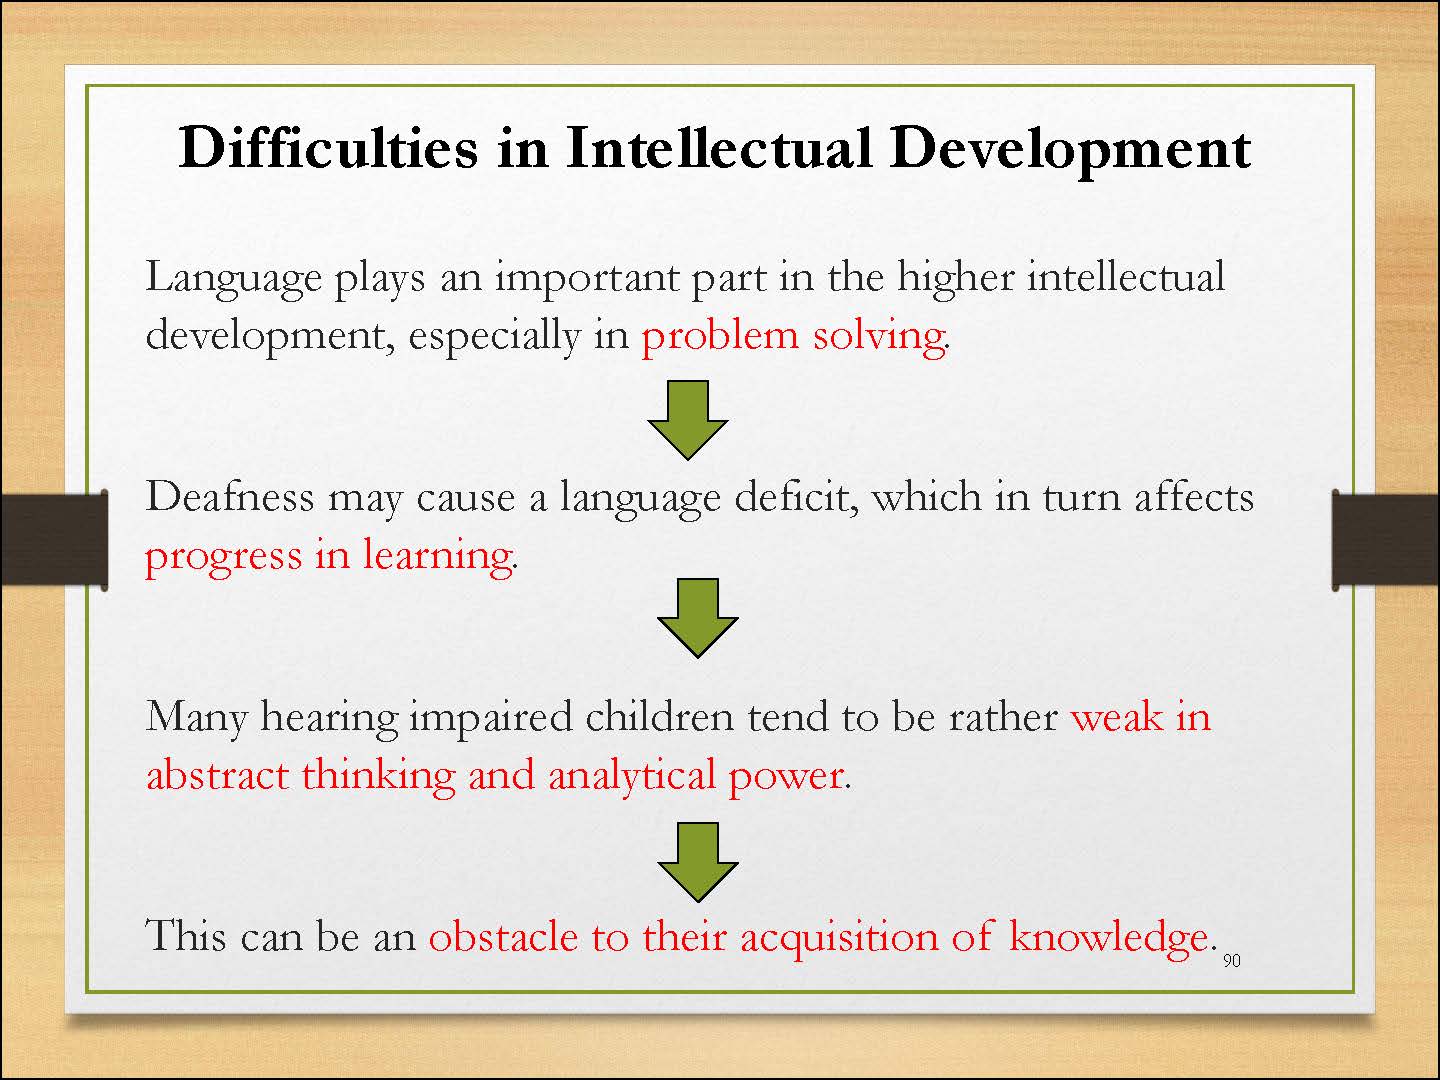 Difficulties in Intellectual Development
Language plays an important part in the higher intellectual
development, especially in problem solving.
Deafness may cause a language deficit, which in turn affects
progress in learning.
Many hearing impaired children tend to be rather weak in
abstract thinking and analytical power.
This can be an obstacle to their acquisition of knowledge.
90